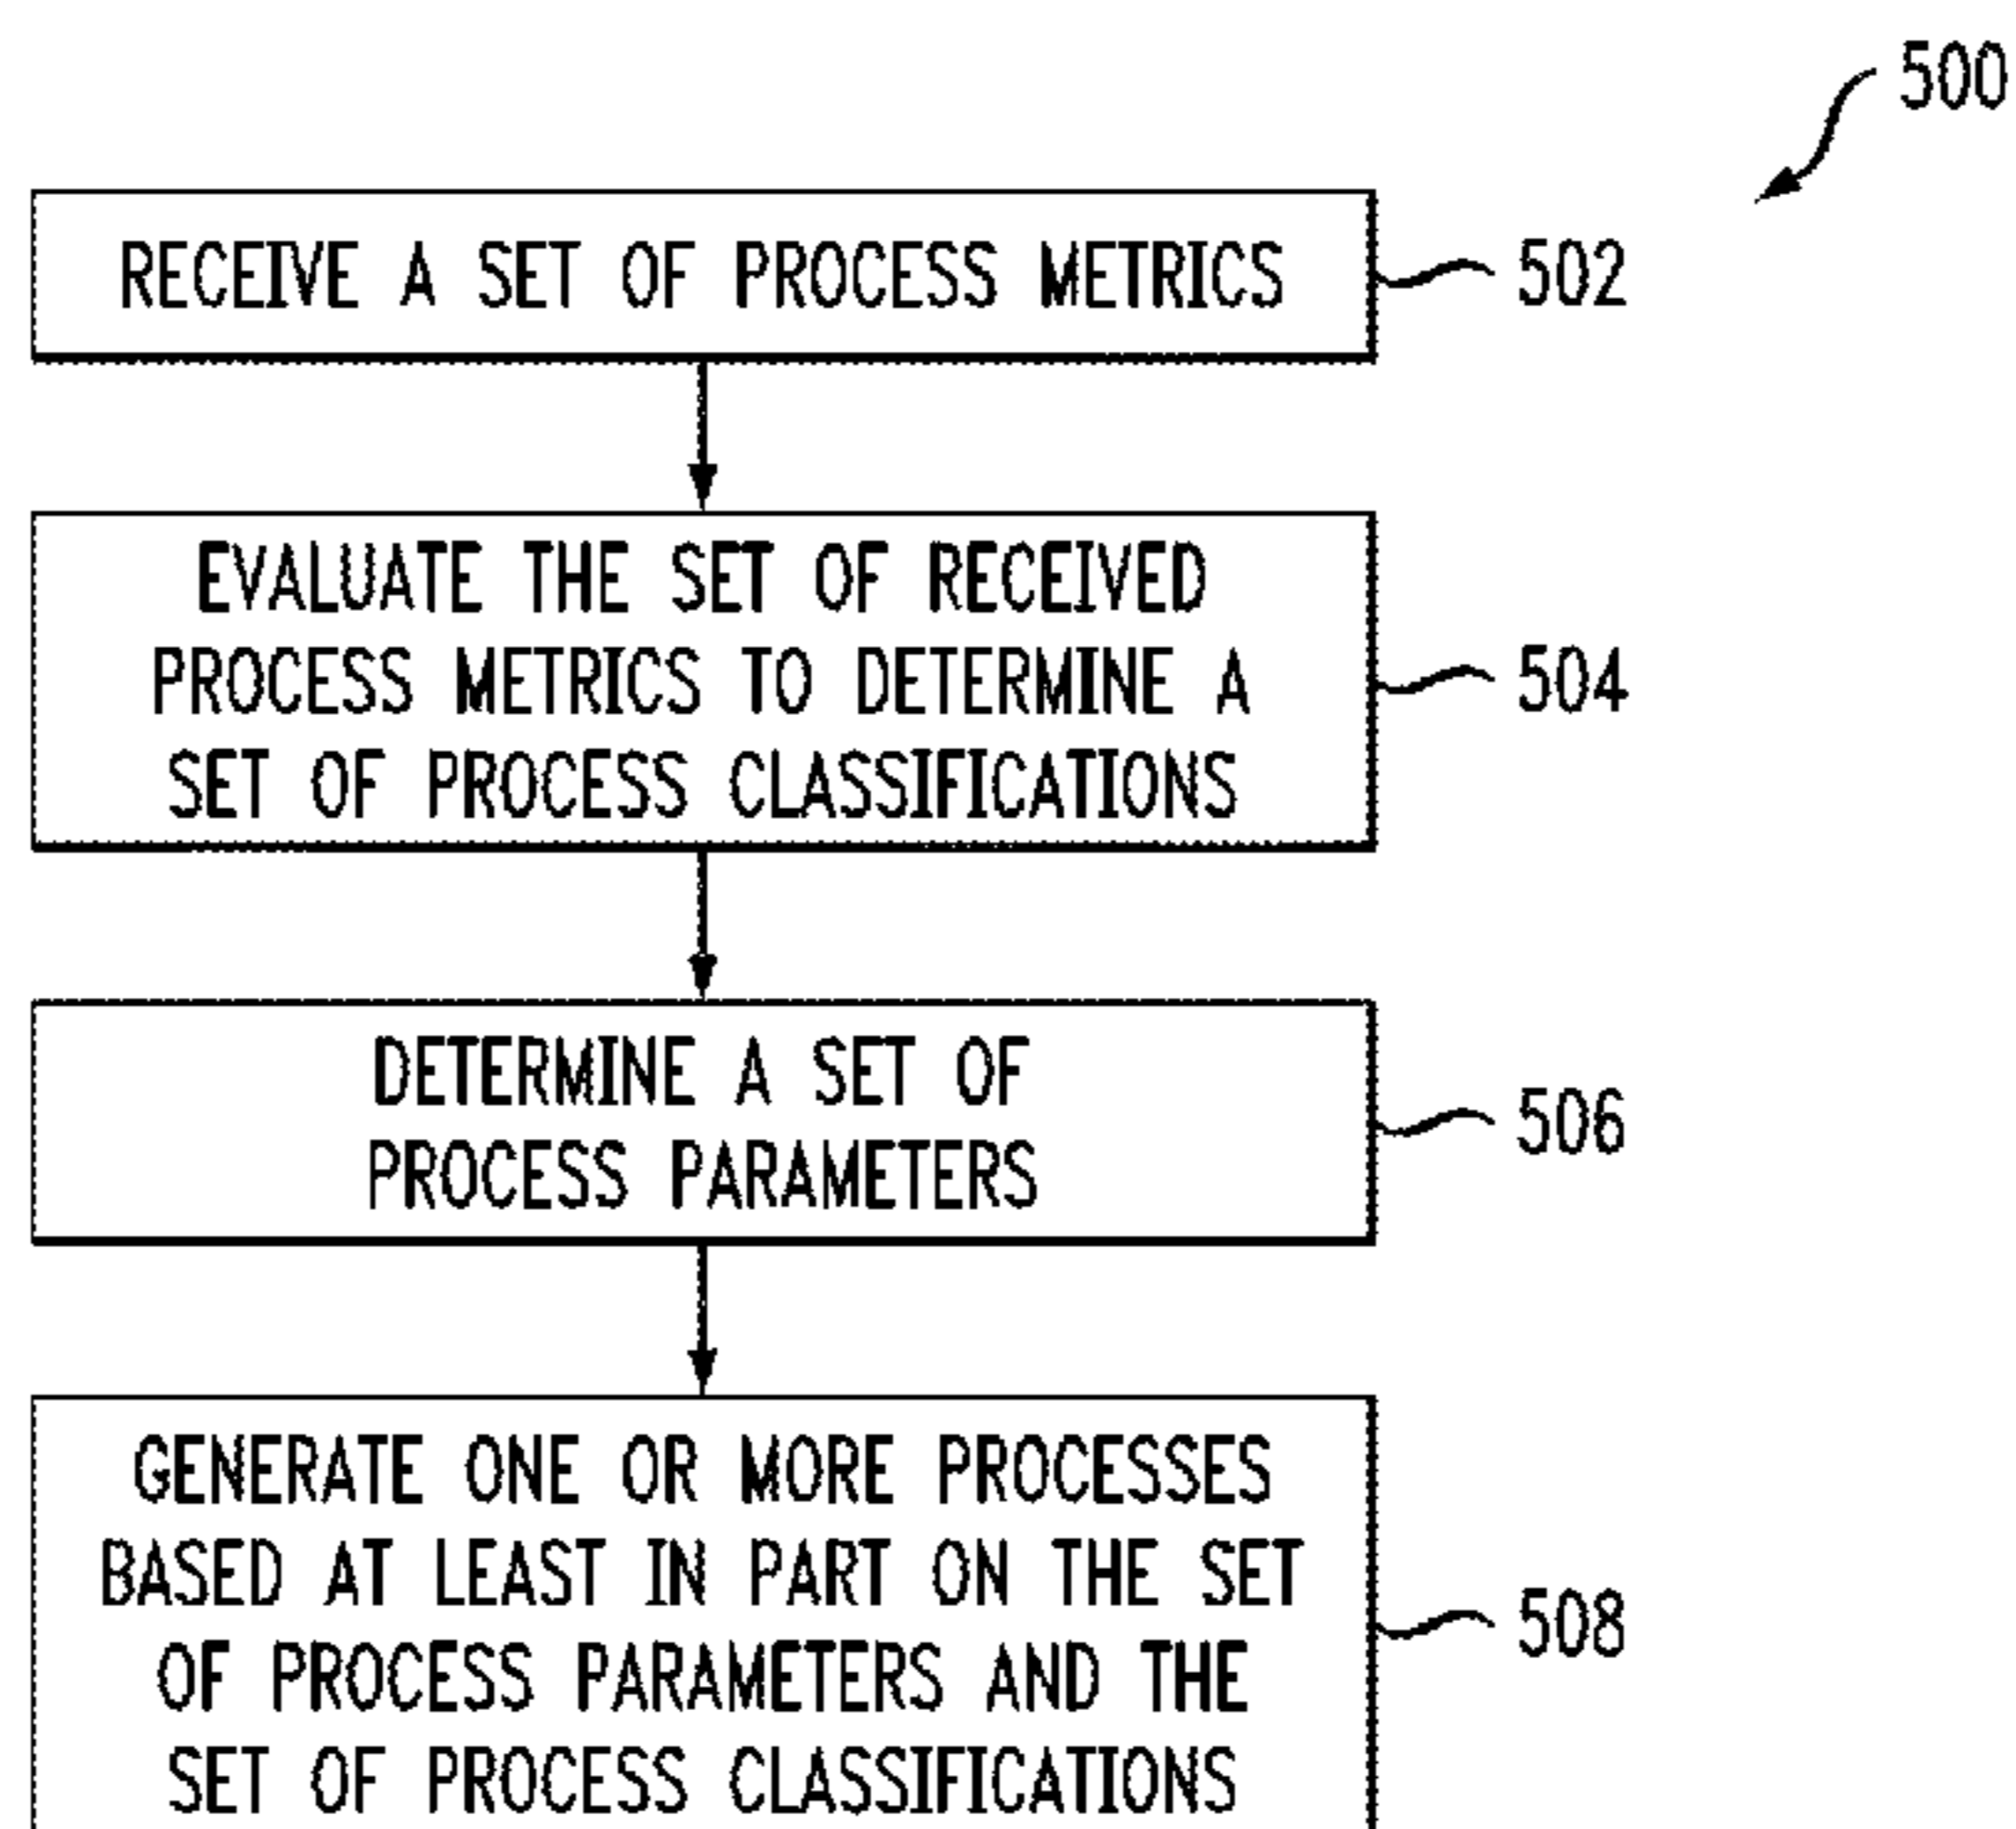 500
RECEIVE A SET OF PROCESS METRICS
502
EVALUATE THE SET OF RECEIVED
PROCESS METRICS TO DETERMINE A
SET OF PROCESS CLASSIFICATIONS
504
DETERMINE A SET OF
PROCESS PARAMETERS
506
GENERATE ONE OR MORE PROCESSES
BASED AT LEAST IN PART ON THE SET
OF PROCESS PARAMETERS AND THE
SET OF PROCESS CLASSIFICATIONS
508